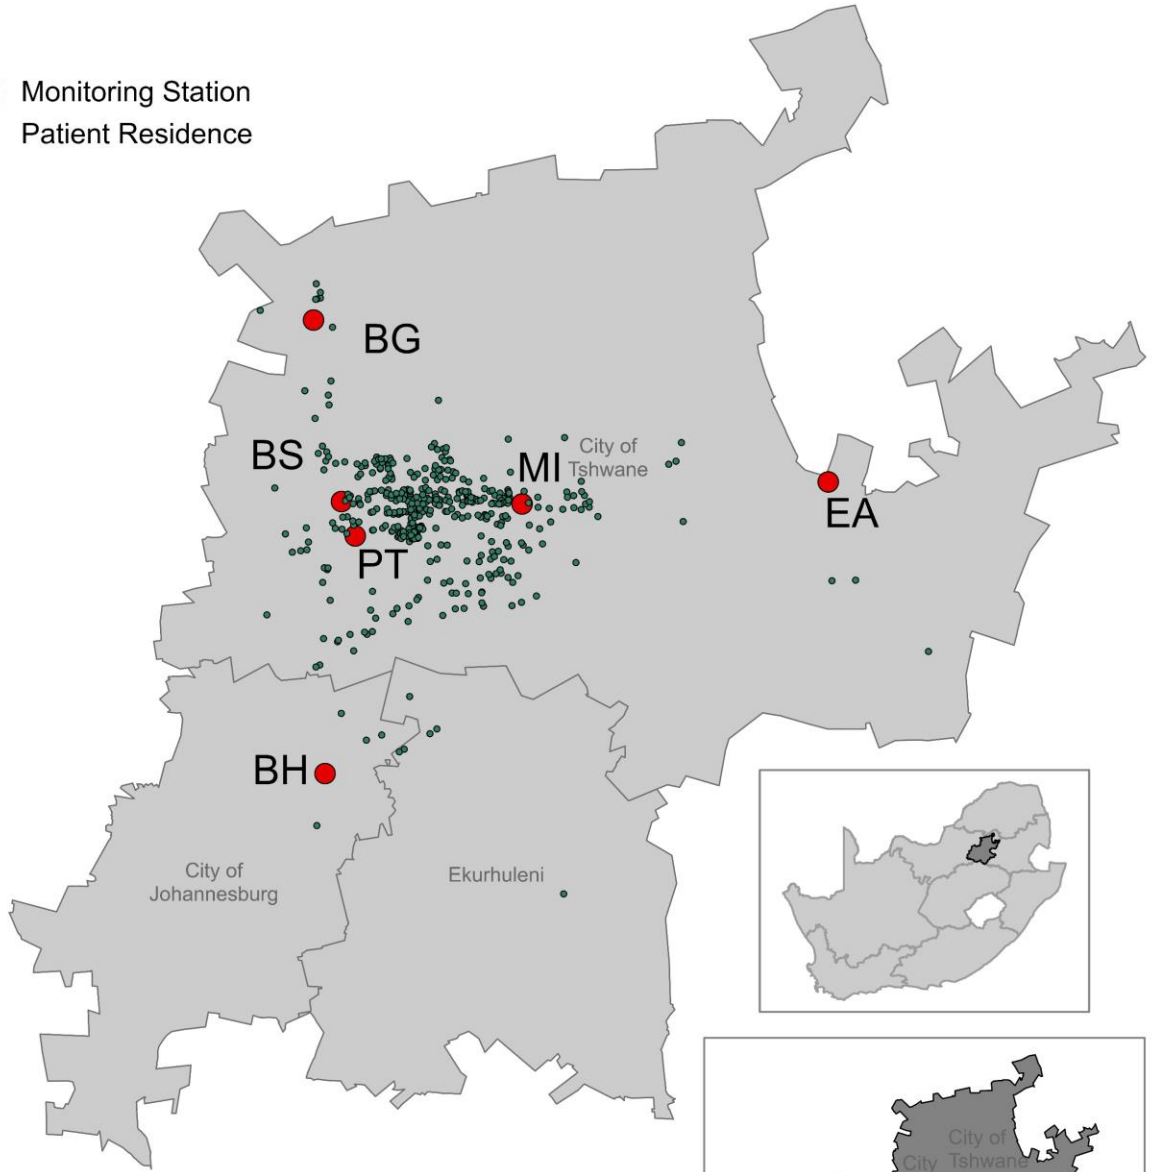 Monitoring Station
Patient Residence
BG
BS
MI
City of
Tshwane
EA
PT
BH
City of
Johannesburg
Ekurhuleni
City of
City Tshwane